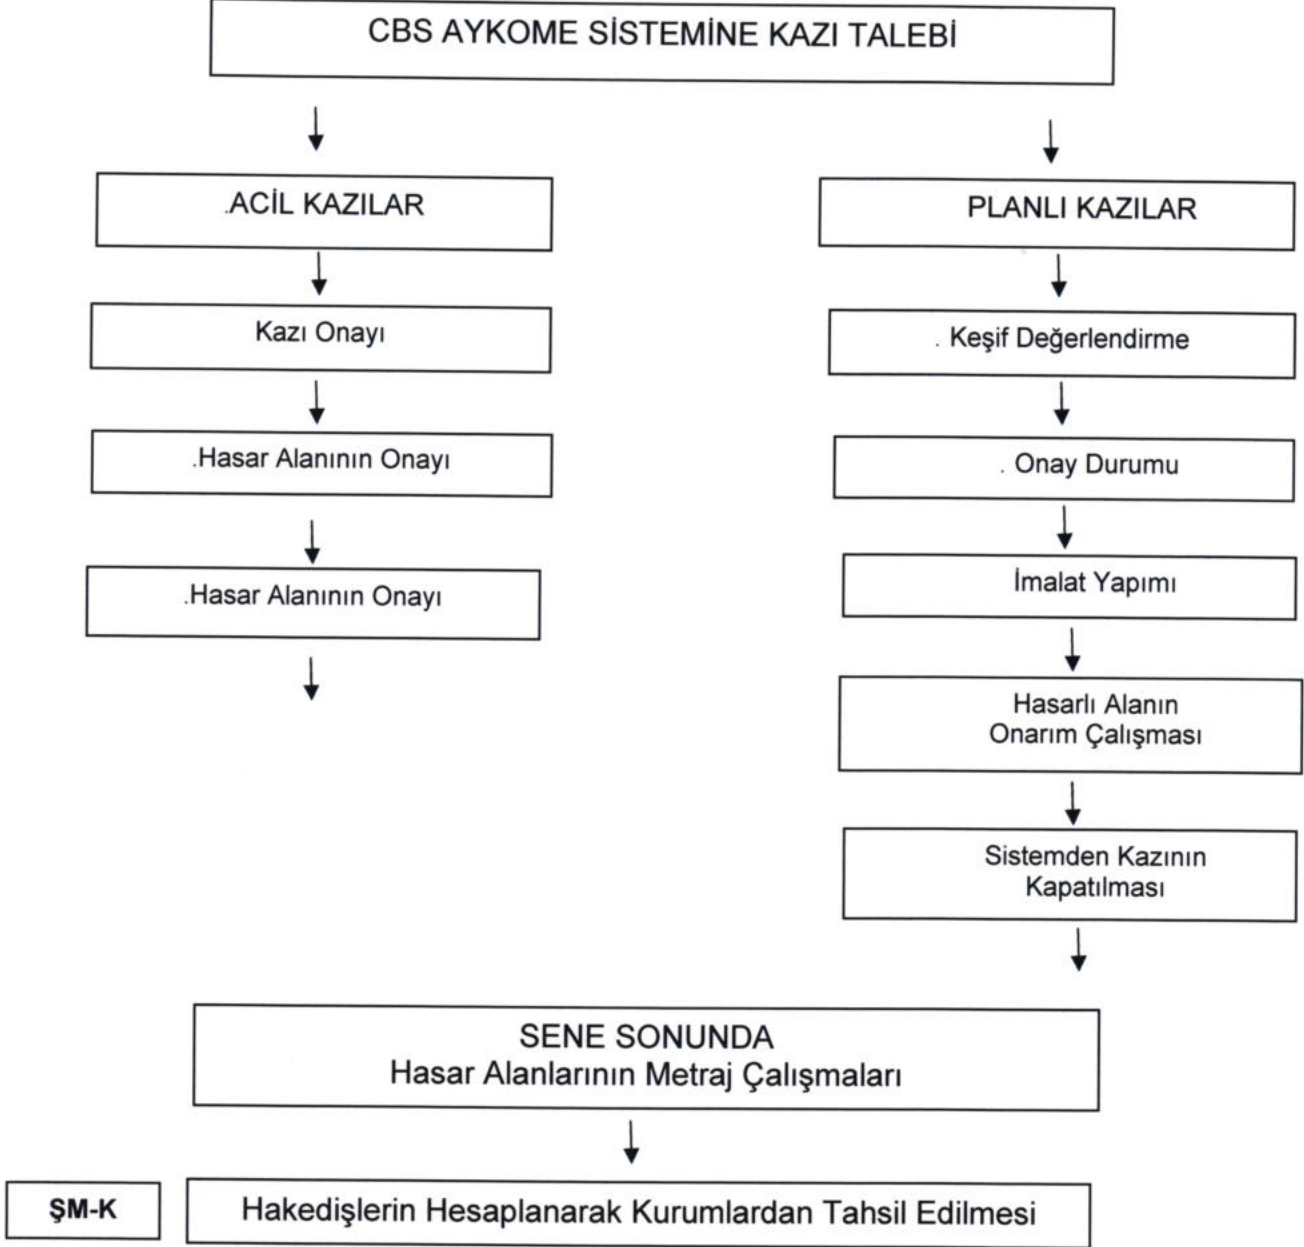 CBS AYKOME SİSTEMİNE KAZI TALEBİ
.ACİL KAZILAR
Kazı Onayı
.Hasar Alanının Onayı
.Hasar Alanının Onayı
PLANLI KAZILAR
. Keşif Değerlendirme
. Onay Durumu
İmalat Yapımı
Hasarlı Alanın
Onarım Çalışması
Sistemden Kazının
Kapatılması
SENE SONUNDA
Hasar Alanlarının Metraj Çalışmaları
ŞM-K
Hakedişlerin Hesaplanarak Kurumlardan Tahsil Edilmesi